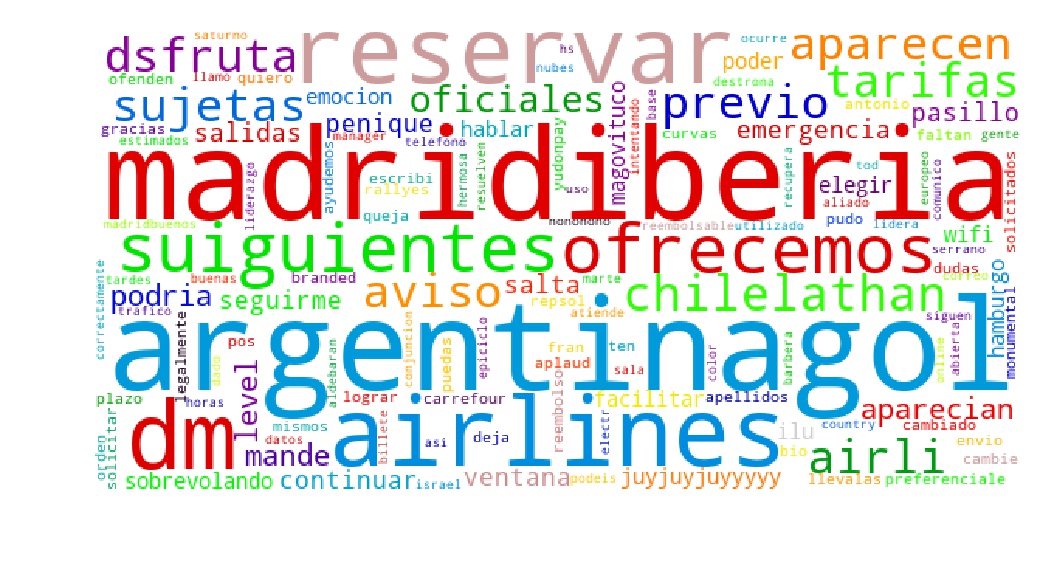 saturno
dsfruta
reservar
hs
ocurre
aparecen
ofenden
llamo
quiero
nubes
poder
destrona
tarifas
sujetas
emocion
oficiales
magovituco
base
previo
antonio
pasillo
gracias
estimados
salidas
penique
manager
telefono
hablar
yudonpay
intentando
curvas
emergencia
faltan
gente
madridiberia
liderazgo
ayudemos
escribi
rallyes
hermosa
resuelven
uso
recupera
tad
elegir
aliado
europeo
comunico
solicitados
madridbuenos
queja
reembolsable
utilizado
pudo
lidera
wifi
serrano
suiguientes
ofrecemos
dudas
correo
correctamente
tardes
buenas
branded
aviso
salta
marte
chilelathan
hamburgo
podria
trafico
seguirme
repsol
atiende
siguen
argentinagol
legalmente
dado
pos
aldebaran
conjuncion
puedas
epiciclo
fran
ten
aplaud
sala
color
barbera
online
abierta
monumental
plazo
horas
level
lograr
carrefour
reembolso
facilitar
apellidos
aparecian
dm
airlines
orden
solicitar
mismos
datos
billete
asi
deja
electr
ilu
bio
country
cambiado
envio
cambie
mande
airli
sobrevolando
continuar
israel
ventana
podeis
juyjuyjuyyyyy
llevalas
preferenciale